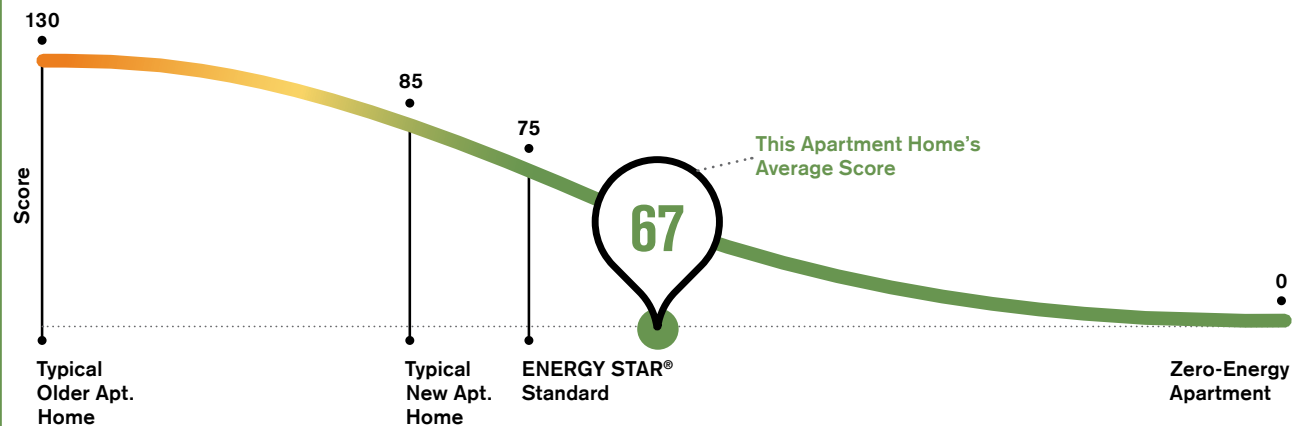 130
85
75
This Apartment Home's
Average Score
Score
67
0
Typical
Older Apt.
Home
Typical
New Apt.
Home
ENERGY STAR®
Standard
Zero-Energy
Apartment